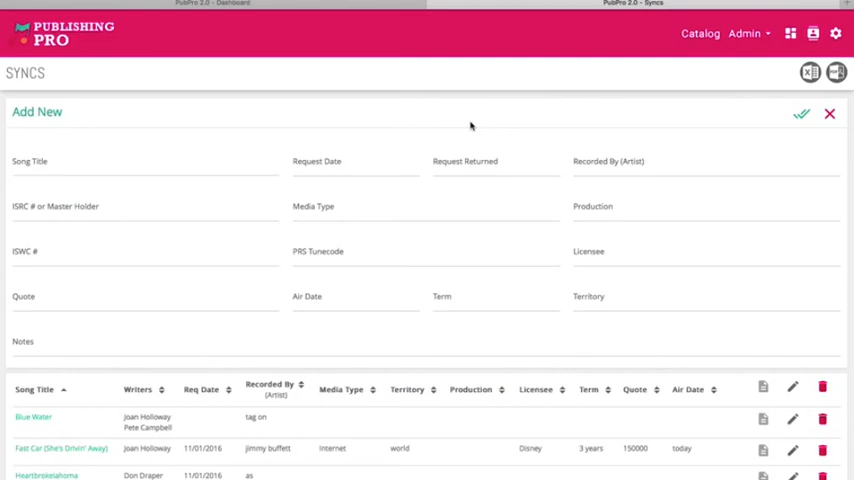 PubPro 2.0 - Dashboard PubPro 2.0 - Syncs
PUBLISHING
PRO
Catalog Admin
SYNCS
Add New
Song Title Request Date Request Returned Recorded By (Artist)
ISRC # or Master Holder Media Type Production
ISWC # PRS Tunecode Licensee
Quote Air Date Term Territory
Notes
Song Title Writers Req Date Recorded By (Artist) Media Type Territory Production Licensee Term Quote Air Date
Blue Water Joan Holloway tag on
Pete Campbell
Fast Car (She's Drivin' Away) Joan Holloway 11/01/2016 jimmy buffett Internet world Disney 3 years 150000 today
Heartbrokelahoma Don Draper 11/01/2016 as